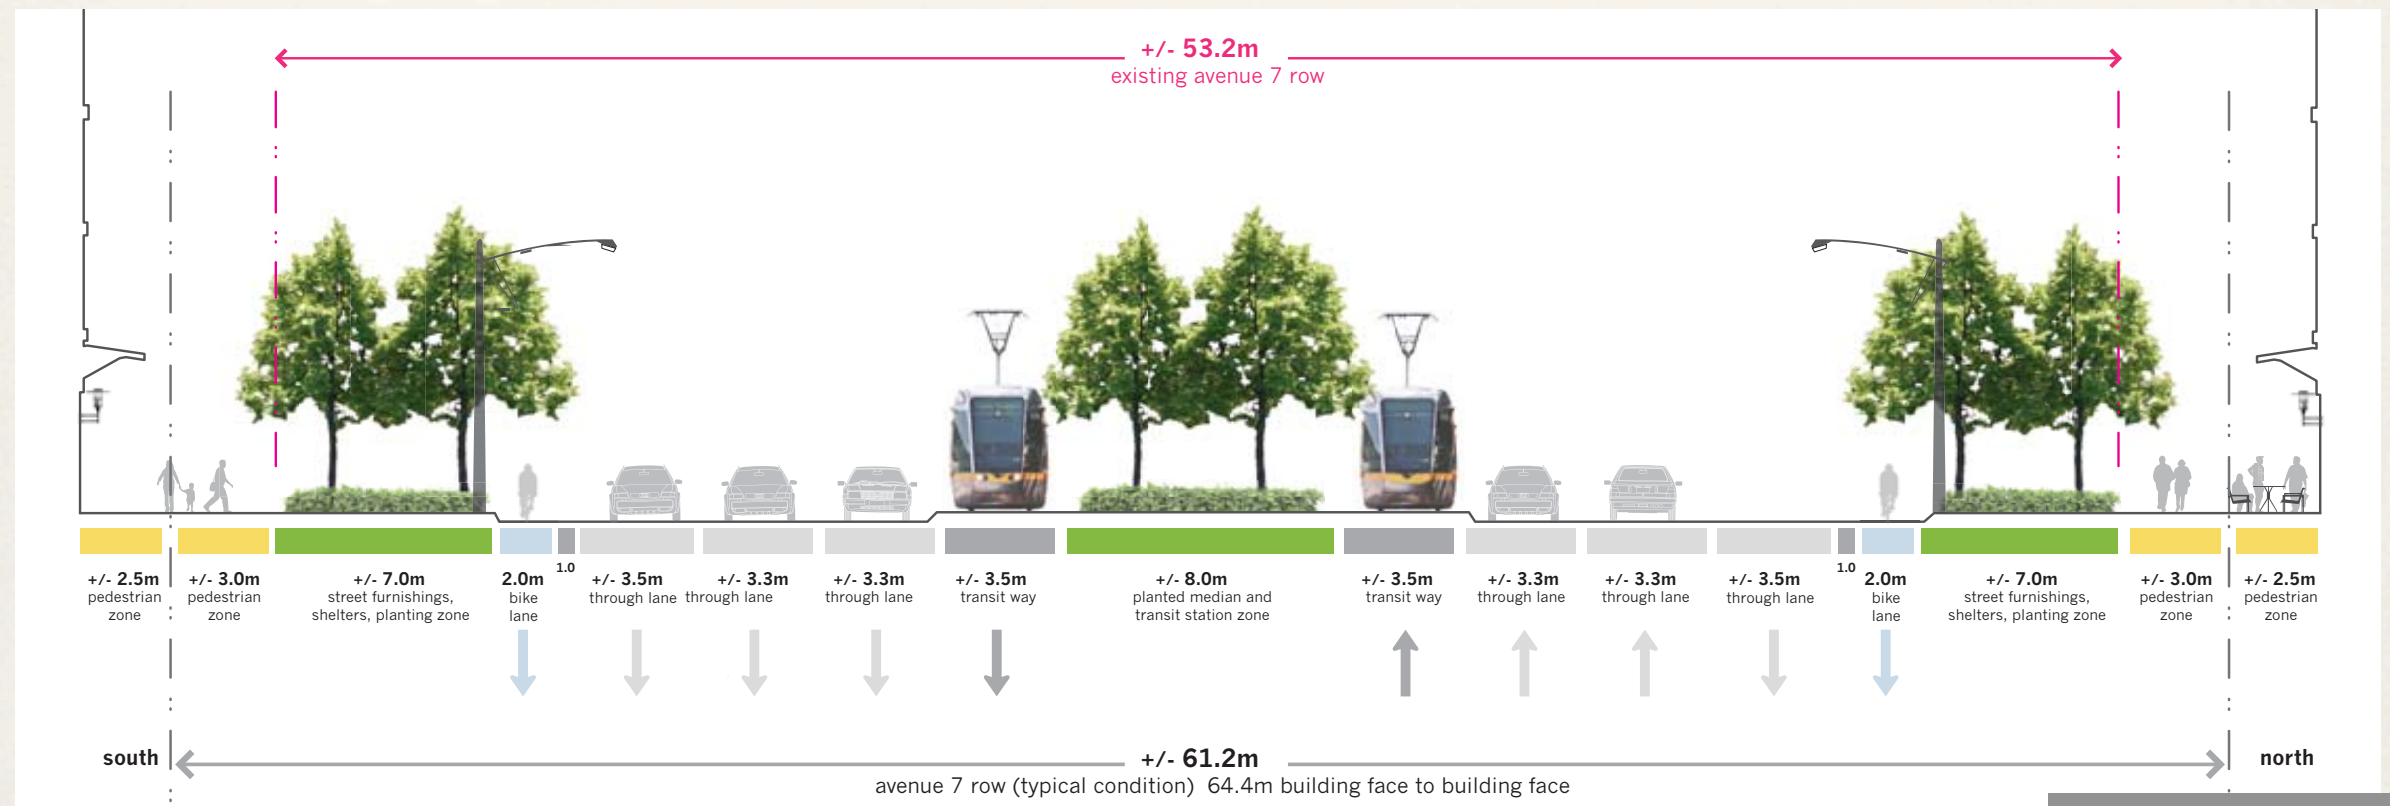 +/- 53.2m
existing avenue 7 row
+/- 2.5m
pedestrian
zone
+/- 3.0m
pedestrian
zone
+/- 7.0m
street furnishings,
shelters, planting zone
2.0m
bike
lane
1.0
+/- 3.5m
through lane
+/- 3.3m
through lane
+/- 3.3m
through lane
+/- 3.5m
transit way
+/- 8.0m
planted median and
transit station zone
+/- 3.5m
transit way
+/- 3.3m
through lane
+/- 3.3m
through lane
+/- 3.5m
through lane
1.0
2.0m
bike
lane
+/- 7.0m
street furnishings,
shelters, planting zone
+/- 3.0m
pedestrian
zone
+/- 2.5m
pedestrian
zone
south
+/- 61.2m
north
avenue 7 row (typical condition) 64.4m building face to building face